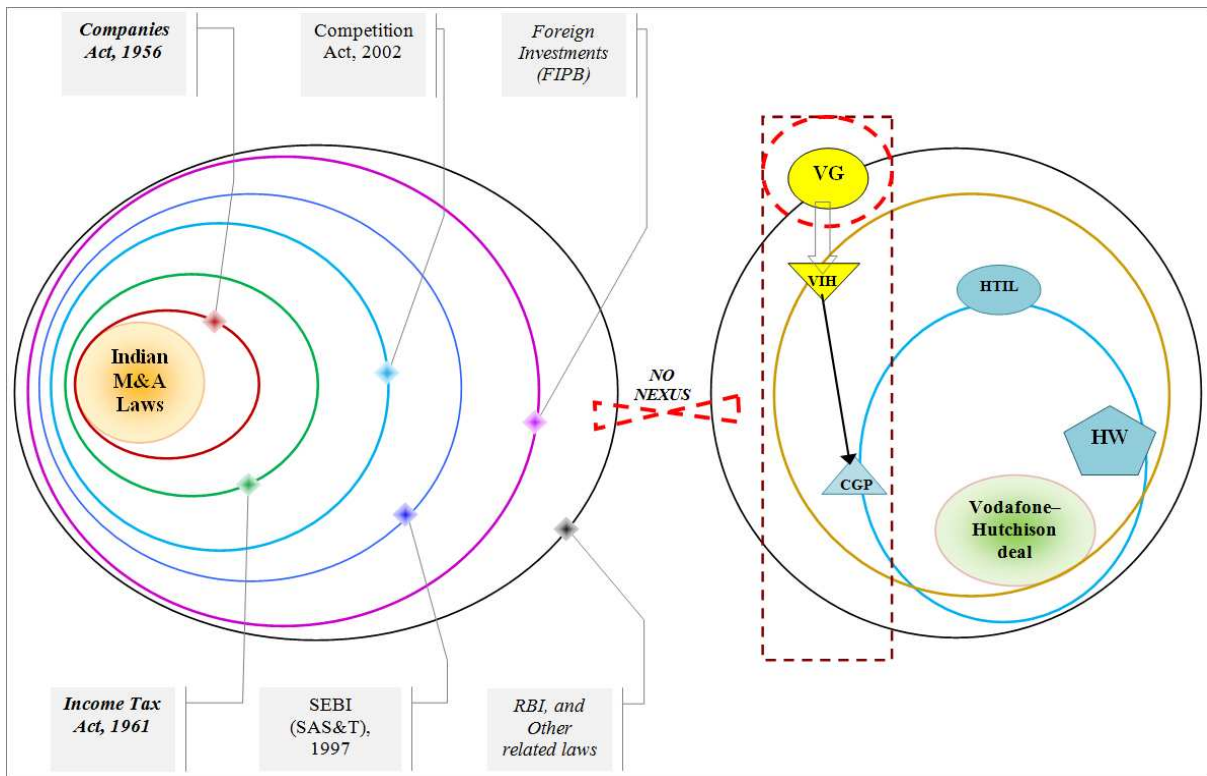 Companies
Act, 1956
Competition
Act, 2002
Foreign
Investments
(FIPB)
Indian
M&A
Laws
NO
NEXUS
VG
VIH
HTIL
HW
CGP
Vodafone–
Hutchison
deal
Income Tax
Act, 1961
SEBI
(SAS&T),
1997
RBI, and
Other
related laws